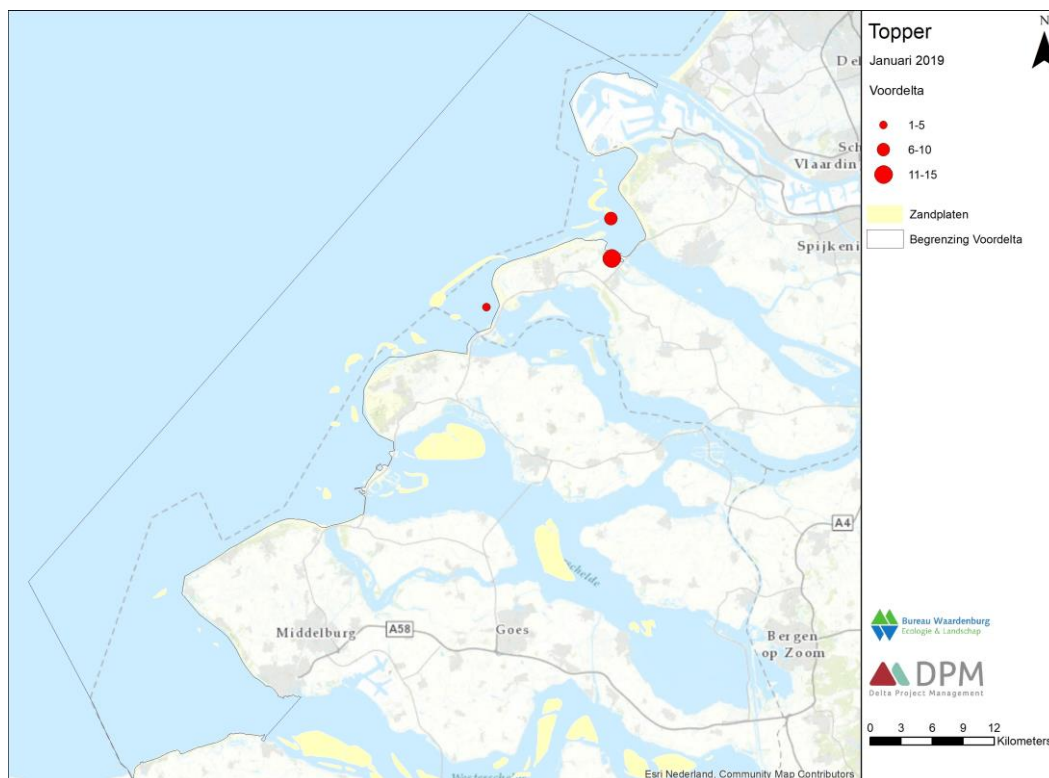 Topper
Januari 2019
Voordelta
1-5
6-10
11-15
Zandplaten
Begrenzing Voordelta
N
Del
Sch
Vlaardin
Spijkeni
A4
schelde
Middelburg
A58
Goes
Bergen
op Zoom
Bureau Waardenburg
Ecologie & Landschap
DPM
Delta Project Management
0 3 6 9 12
Kilometers
Esri Nederland, Community Map Contributors